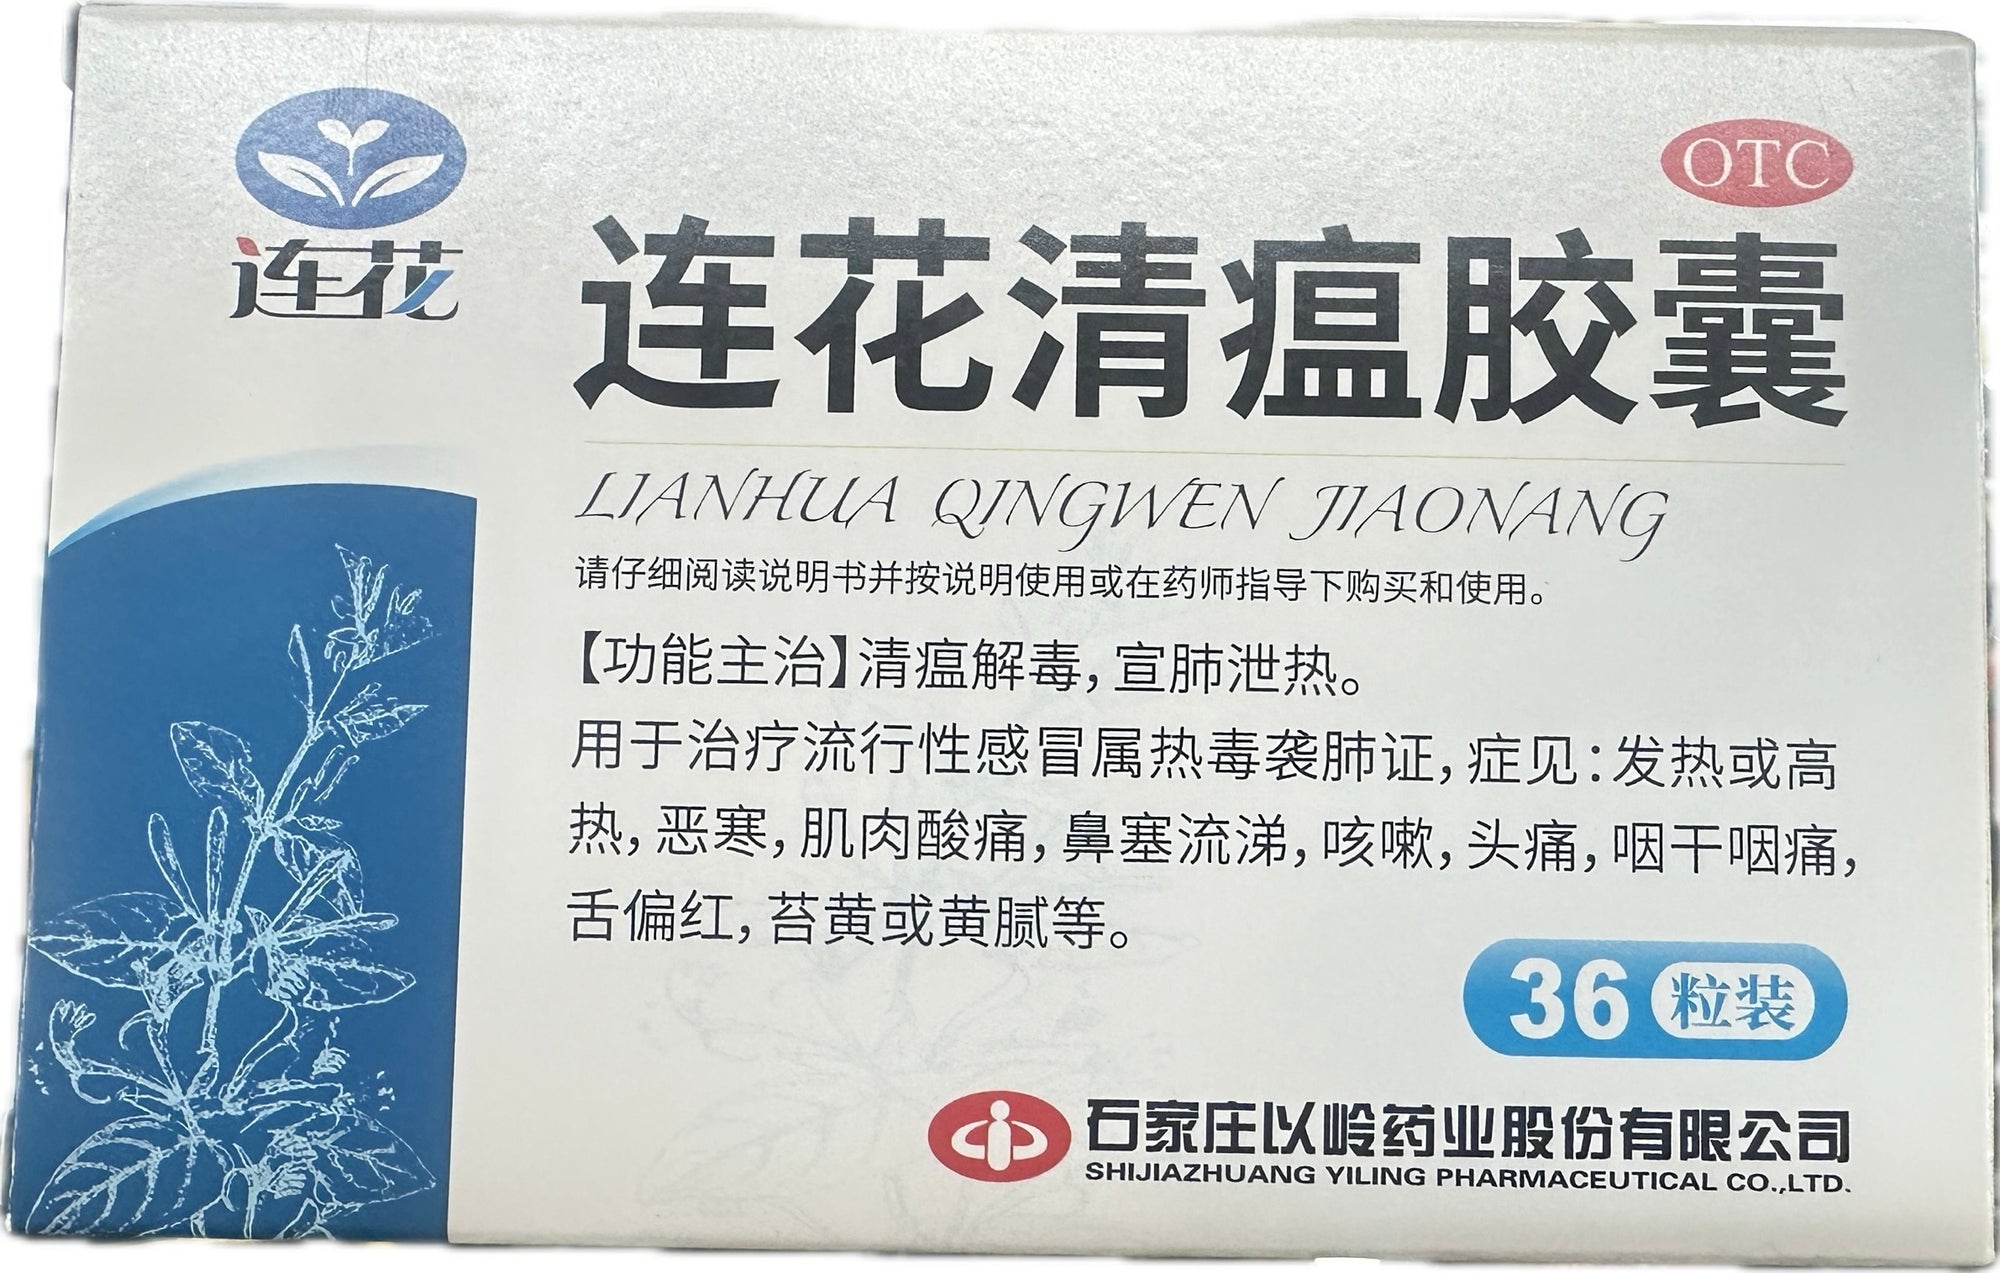 连花
OTC
连花清瘟胶囊
LIANHUA QINGWEN JIAONANG
请仔细阅读说明书并按说明使用或在药师指导下购买和使用。
【功能主治】清瘟解毒，宣肺泄热。
用于治疗流行性感冒属热毒袭肺证，症见：发热或高
热，恶寒，肌肉酸痛，鼻塞流涕，咳嗽，头痛，咽干咽痛，
舌偏红，苔黄或黄腻等。
36粒装
石家庄以岭药业股份有限公司
SHIJIAZHUANG YILING PHARMACEUTICAL CO.,LTD.